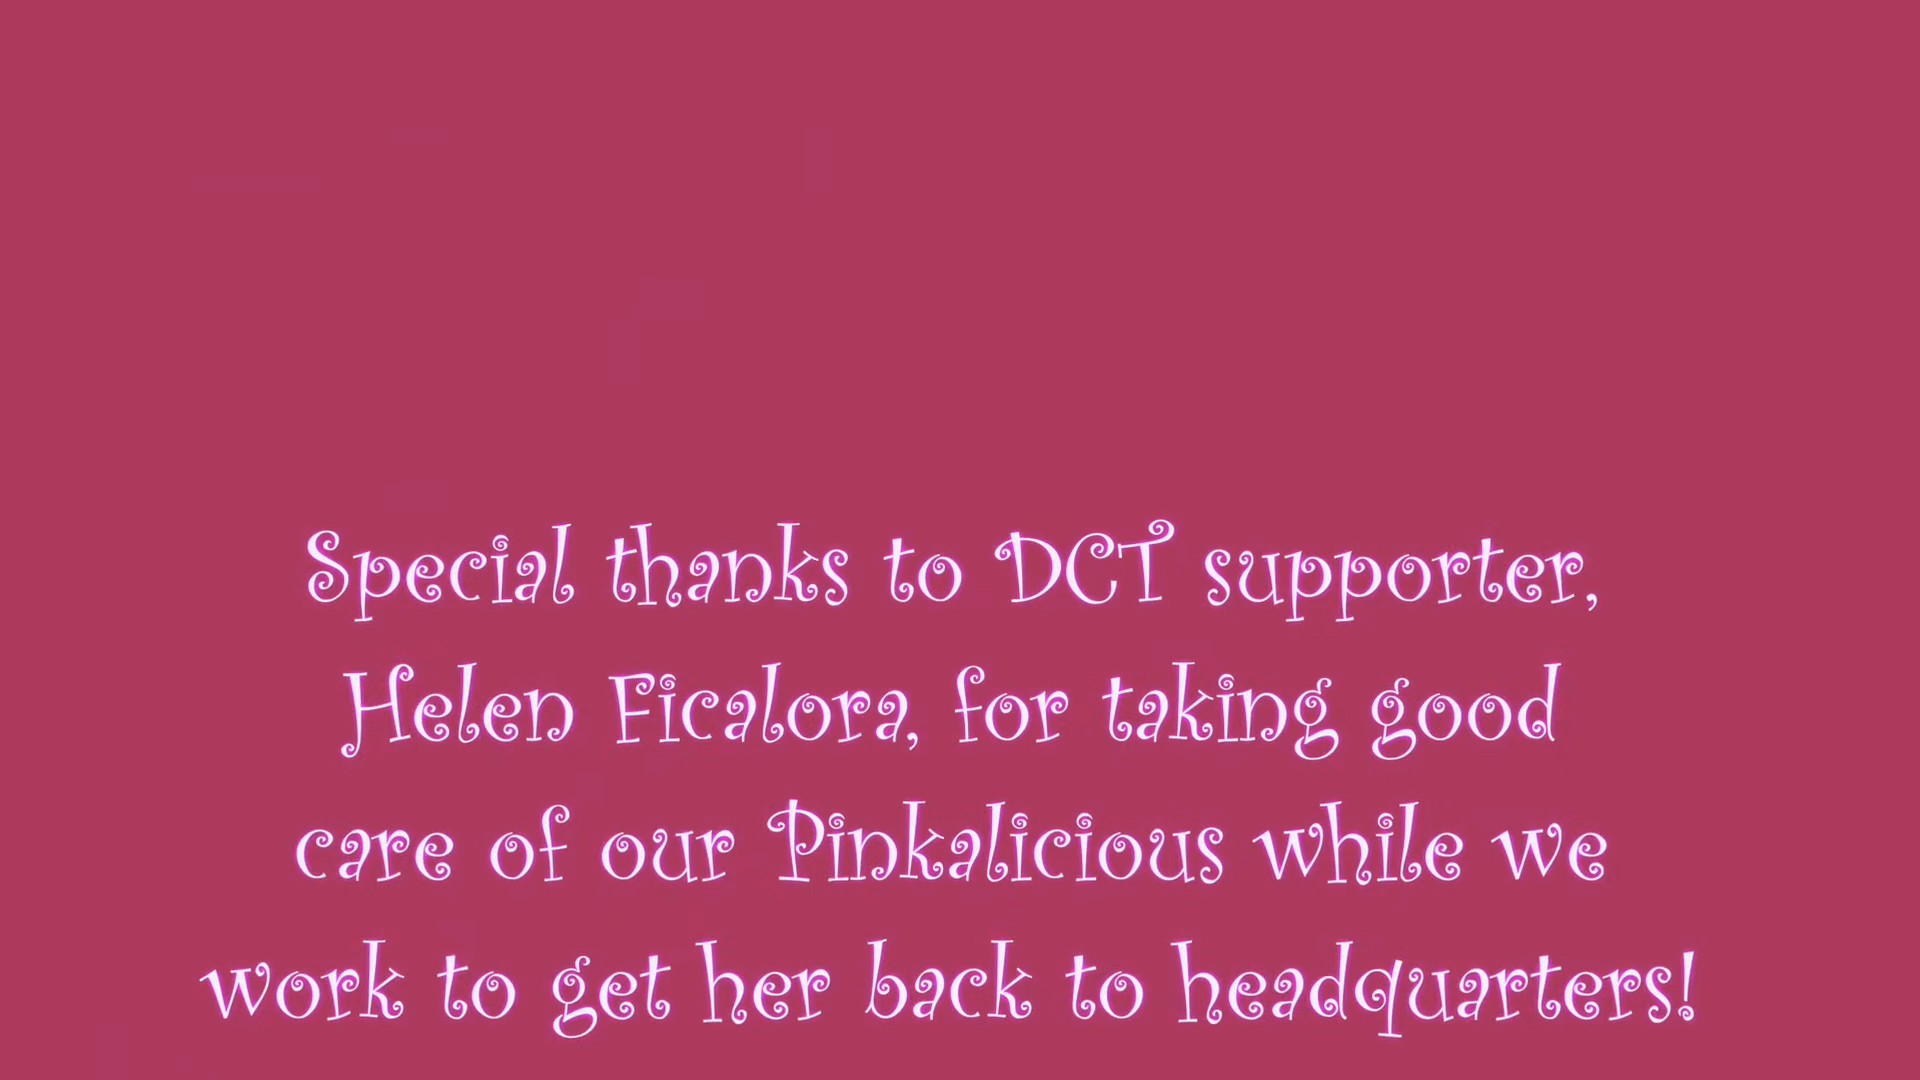 Special thanks to DCT supporter,
Helen Ficalora, for taking good
care of our Pinkalicious while we
work to get her back to headquarters!